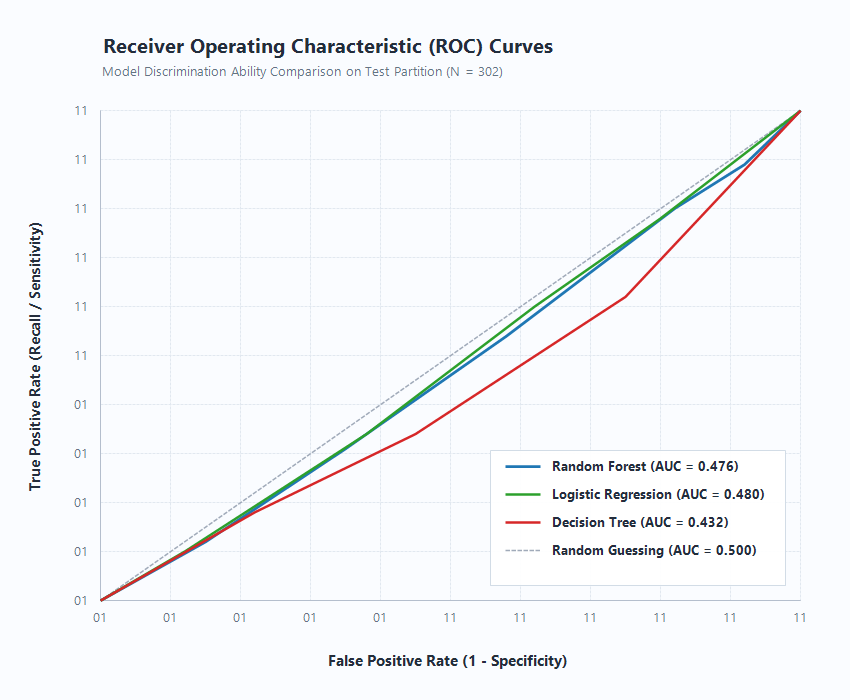 Receiver Operating Characteristic (ROC) Curves
Model Discrimination Ability Comparison on Test Partition (N = 302)
True Positive Rate (Recall / Sensitivity)
11
11
11
11
11
11
01
01
01
01
01
01 01 01 01 01 11 11 11 11 11 11
False Positive Rate (1 - Specificity)
Random Forest (AUC = 0.476)
Logistic Regression (AUC = 0.480)
Decision Tree (AUC = 0.432)
Random Guessing (AUC = 0.500)